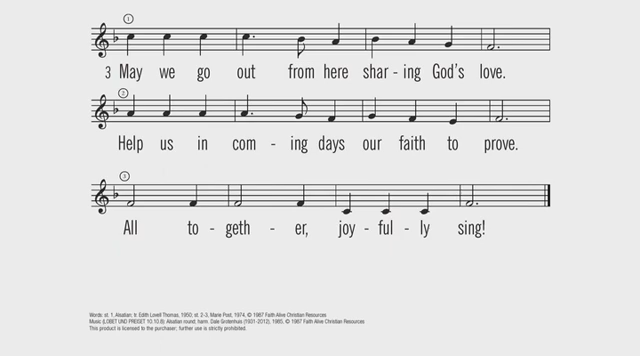 1
3 May we go out from here shar - ing God's love.
2
Help us in com - ing days our faith to prove.
3
All to - geth - er, joy - ful - ly sing!
Words: st. 1, Alsatian; tr. Edith Lovell Thomas, 1950; st. 2-3, Marie Post, 1974, © 1987 Faith Alive Christian Resources
Music (LOBET UND PREISET 10.10.8): Alsatian round; harm. Dale Grotenhuis (1931-2012), 1985, © 1987 Faith Alive Christian Resources
This product is licensed to the purchaser; further use is strictly prohibited.